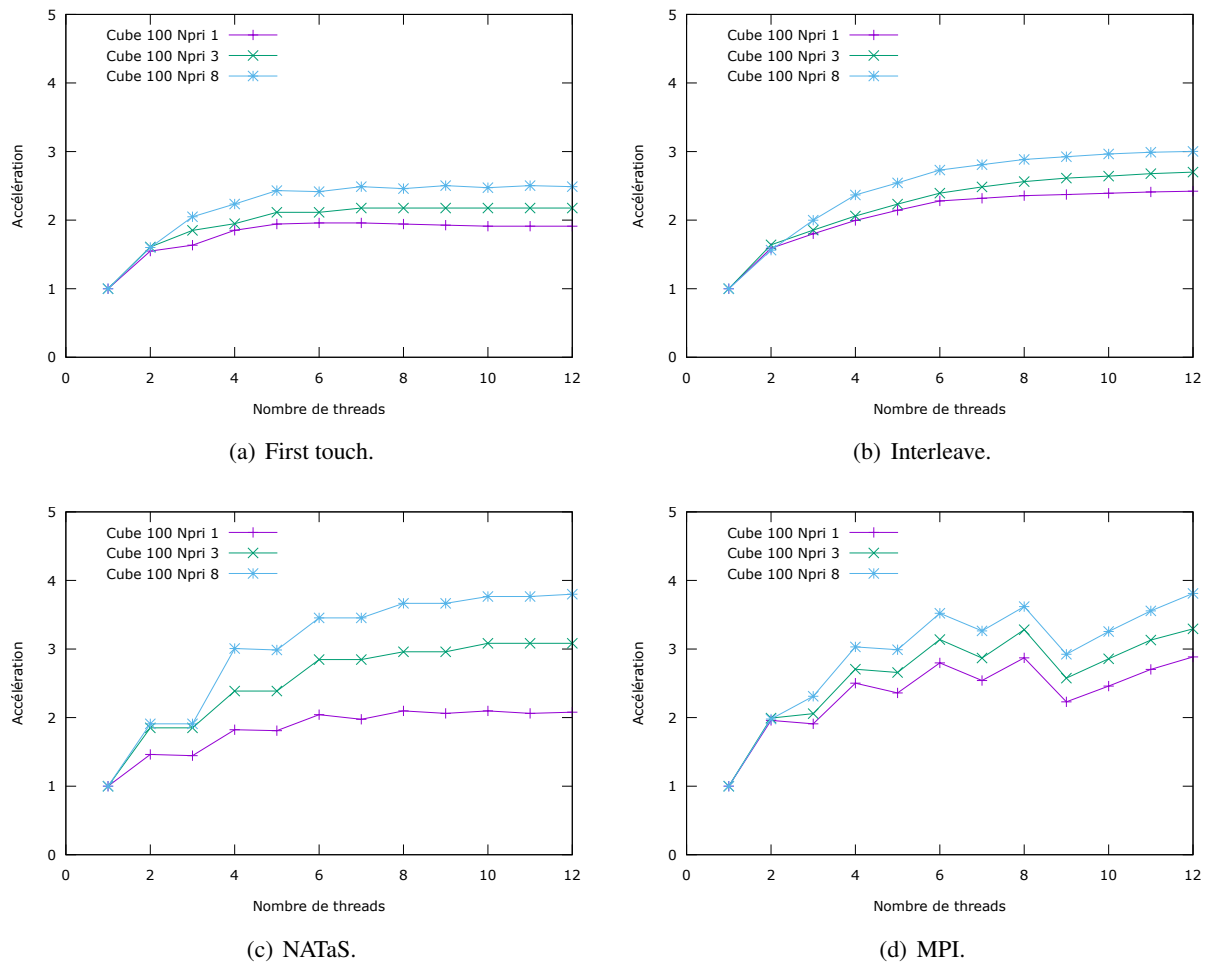 5
4
3
2
1
0
Accélération
Cube 100 Npri 1
Cube 100 Npri 3
Cube 100 Npri 8
0 2 4 6 8 10 12
Nombre de threads
(a) First touch.
5
4
3
2
1
0
Accélération
Cube 100 Npri 1
Cube 100 Npri 3
Cube 100 Npri 8
0 2 4 6 8 10 12
Nombre de threads
(b) Interleave.
5
4
3
2
1
0
Accélération
Cube 100 Npri 1
Cube 100 Npri 3
Cube 100 Npri 8
0 2 4 6 8 10 12
Nombre de threads
(c) NATaS.
5
4
3
2
1
0
Accélération
Cube 100 Npri 1
Cube 100 Npri 3
Cube 100 Npri 8
0 2 4 6 8 10 12
Nombre de threads
(d) MPI.